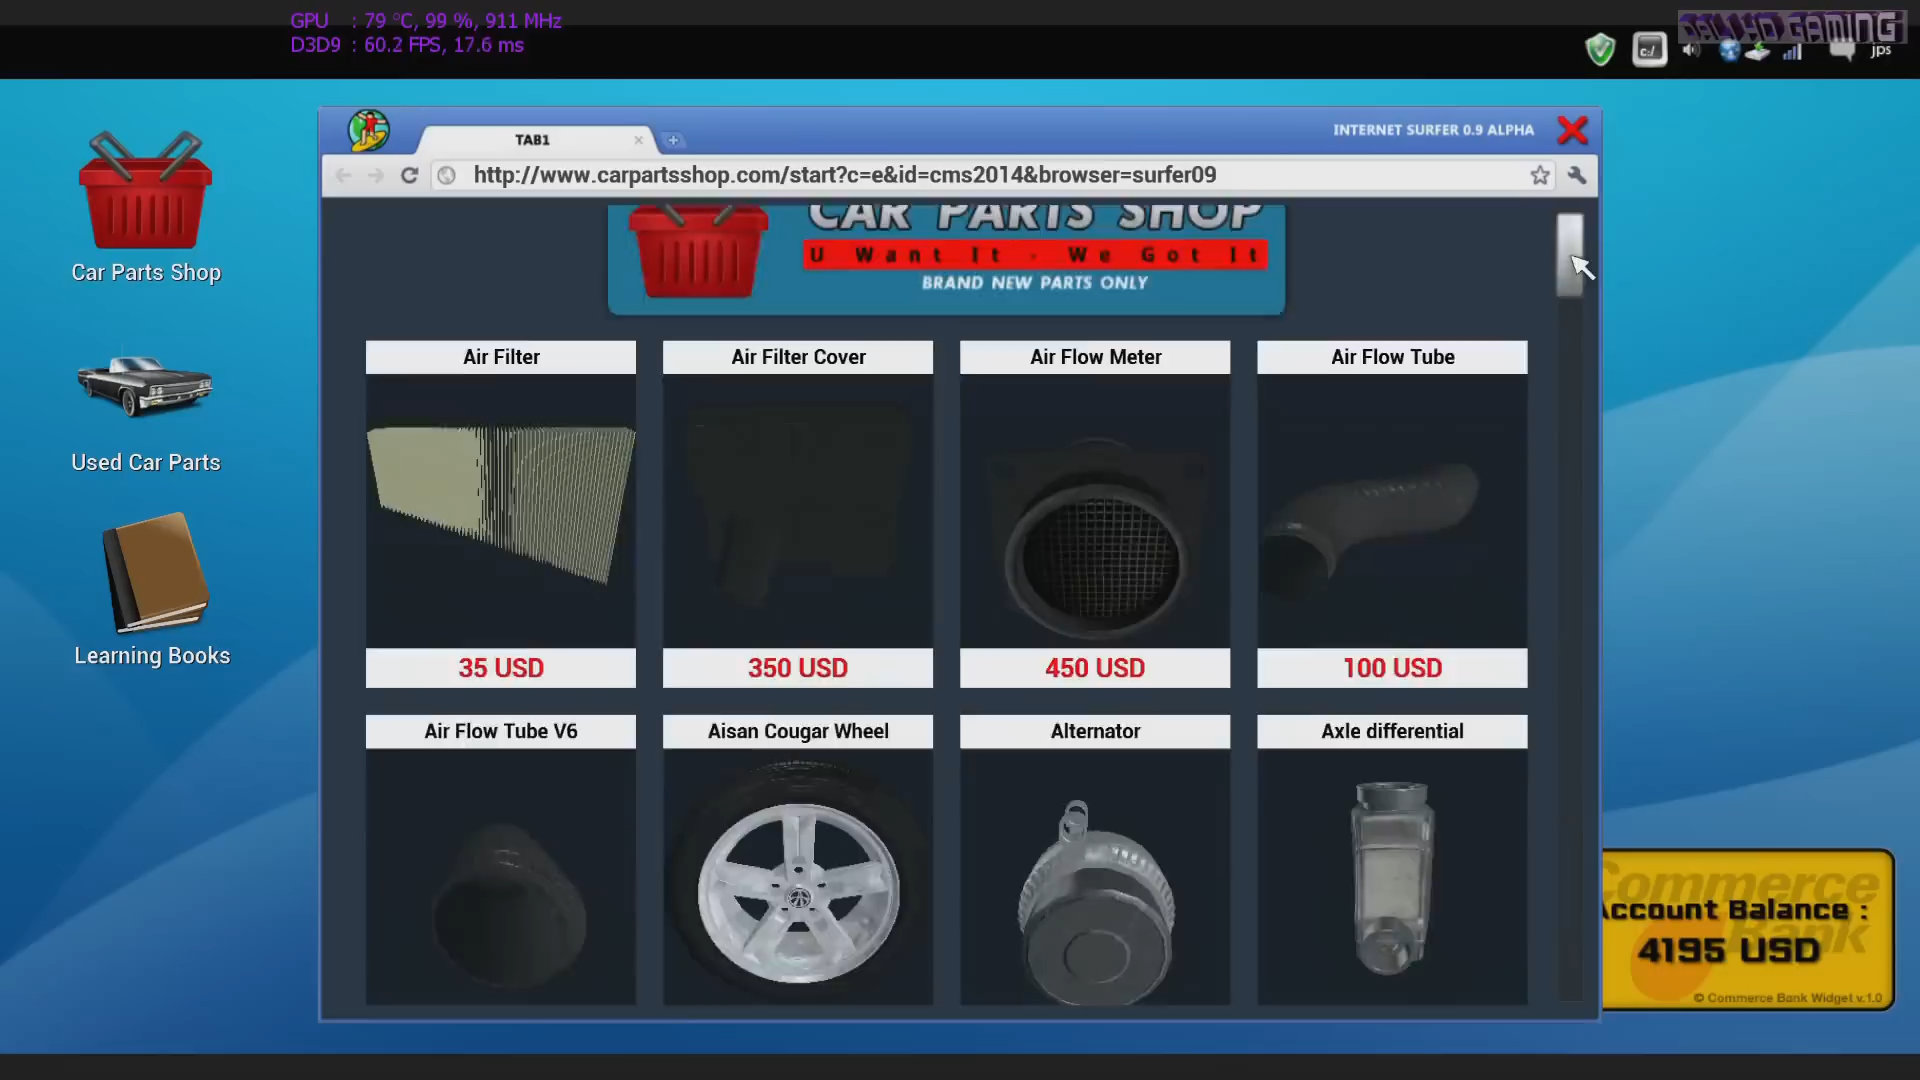 GPU : 79 °C, 99 %, 911 MHz
D3D9 : 60.2 FPS, 17.6 ms
GAMING
c:/
jps
TAB1
INTERNET SURFER 0.9 ALPHA
http://www.carpartsshop.com/start?c=e&id=cms2014&browser=surfer09
CAR PARTS SHOP
U Want It - We Got It
BRAND NEW PARTS ONLY
Car Parts Shop
Used Car Parts
Learning Books
Air Filter
Air Filter Cover
Air Flow Meter
Air Flow Tube
35 USD
350 USD
450 USD
100 USD
Air Flow Tube V6
Aisan Cougar Wheel
Alternator
Axle differential
Commerce
Bank
Account Balance :
4195 USD
© Commerce Bank Widget v.1.0